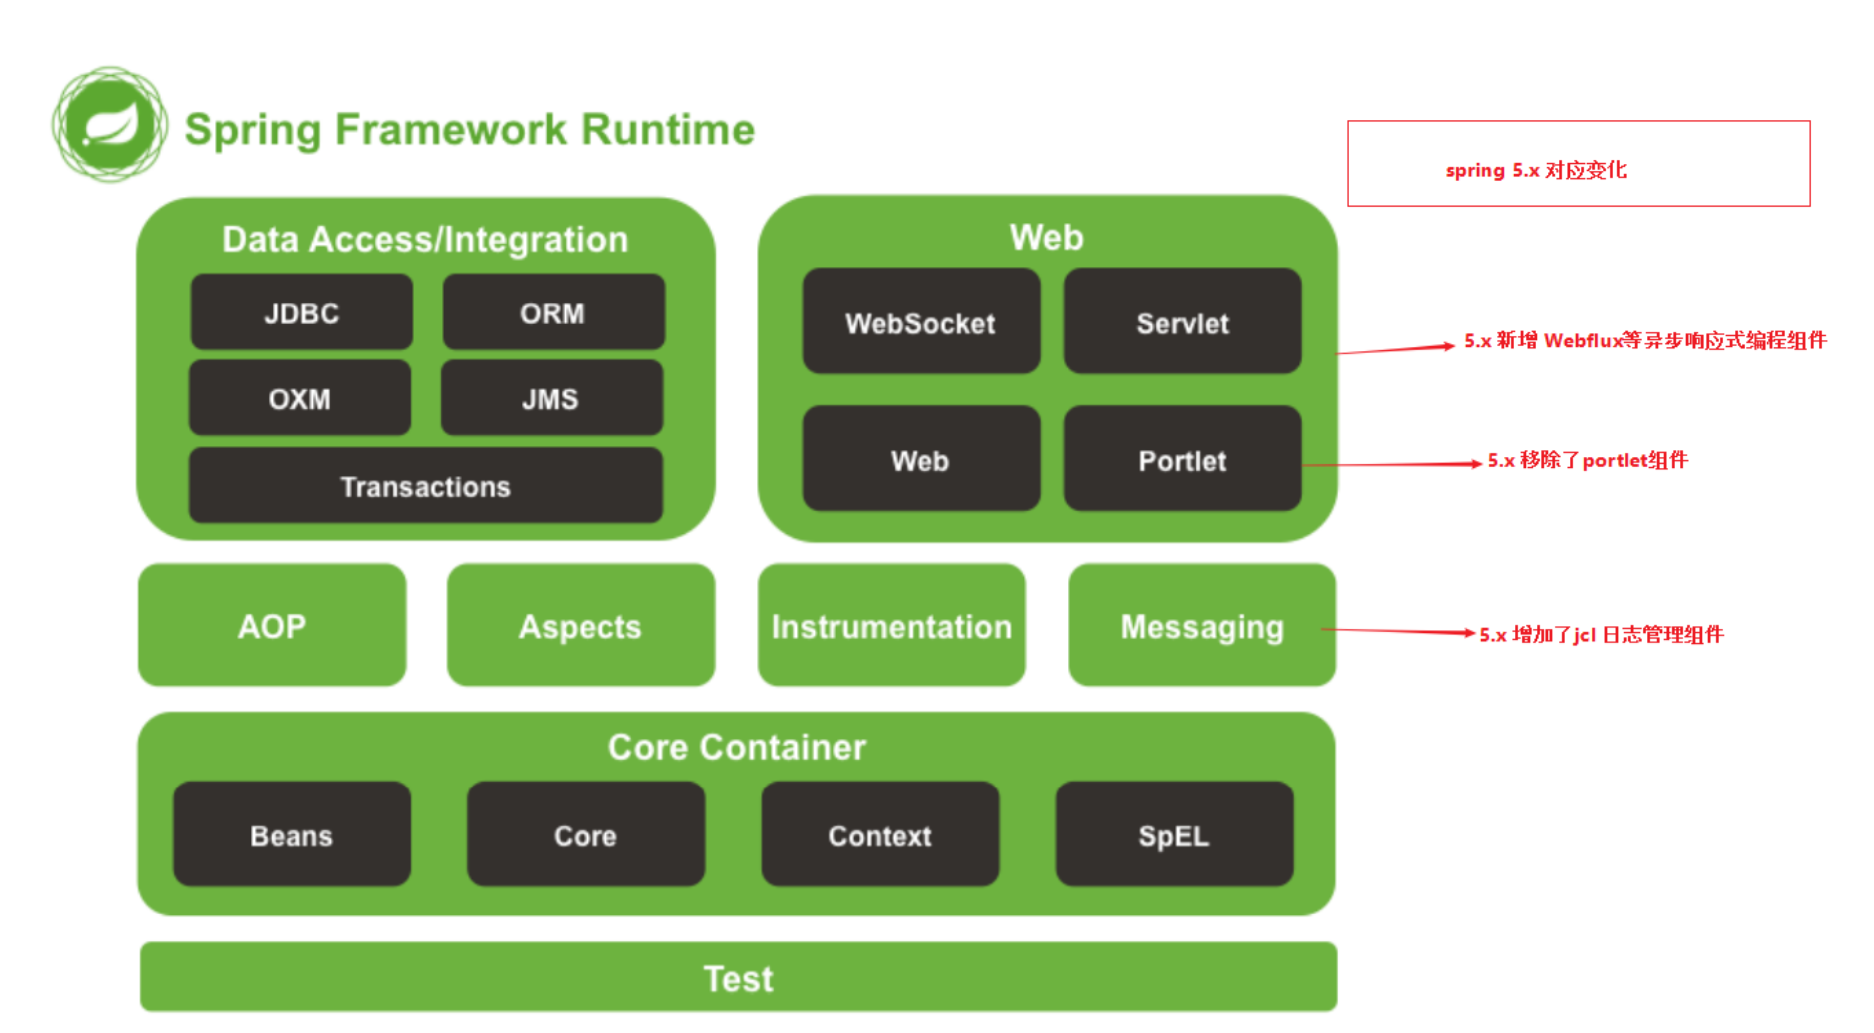 Spring Framework Runtime
spring 5.x 对应变化
Data Access/Integration
JDBC
ORM
OXM
JMS
Transactions
Web
WebSocket
Servlet
Web
Portlet
5.x 新增 Webflux等异步响应式编程组件
5.x 移除了portlet组件
AOP
Aspects
Instrumentation
Messaging
5.x 增加了jcl 日志管理组件
Core Container
Beans
Core
Context
SpEL
Test